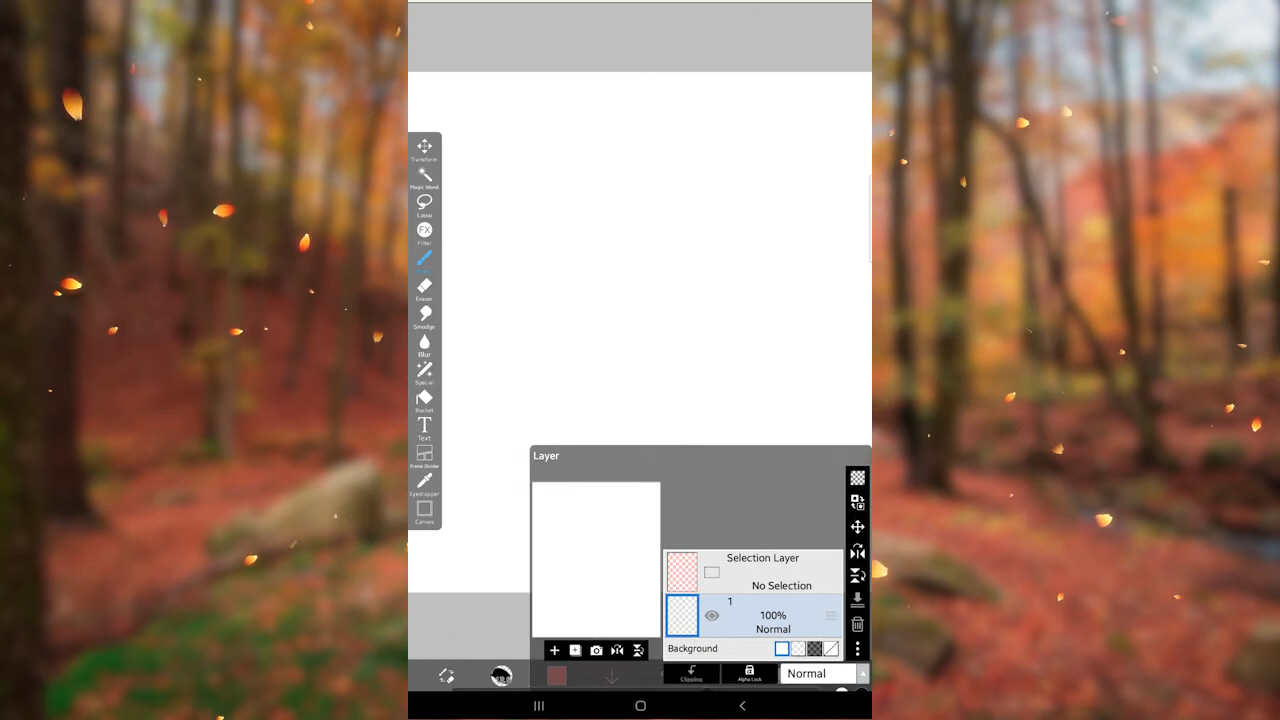 Transform
Magic Wand
Lasso
FX
Filter
Eraser
Smudge
Blur
Special
Bucket
T
Text
Frame Divider
Eyedropper
Canvas
Layer
Selection Layer
No Selection
1
100%
Normal
Background
Clipping
Alpha Lock
Normal